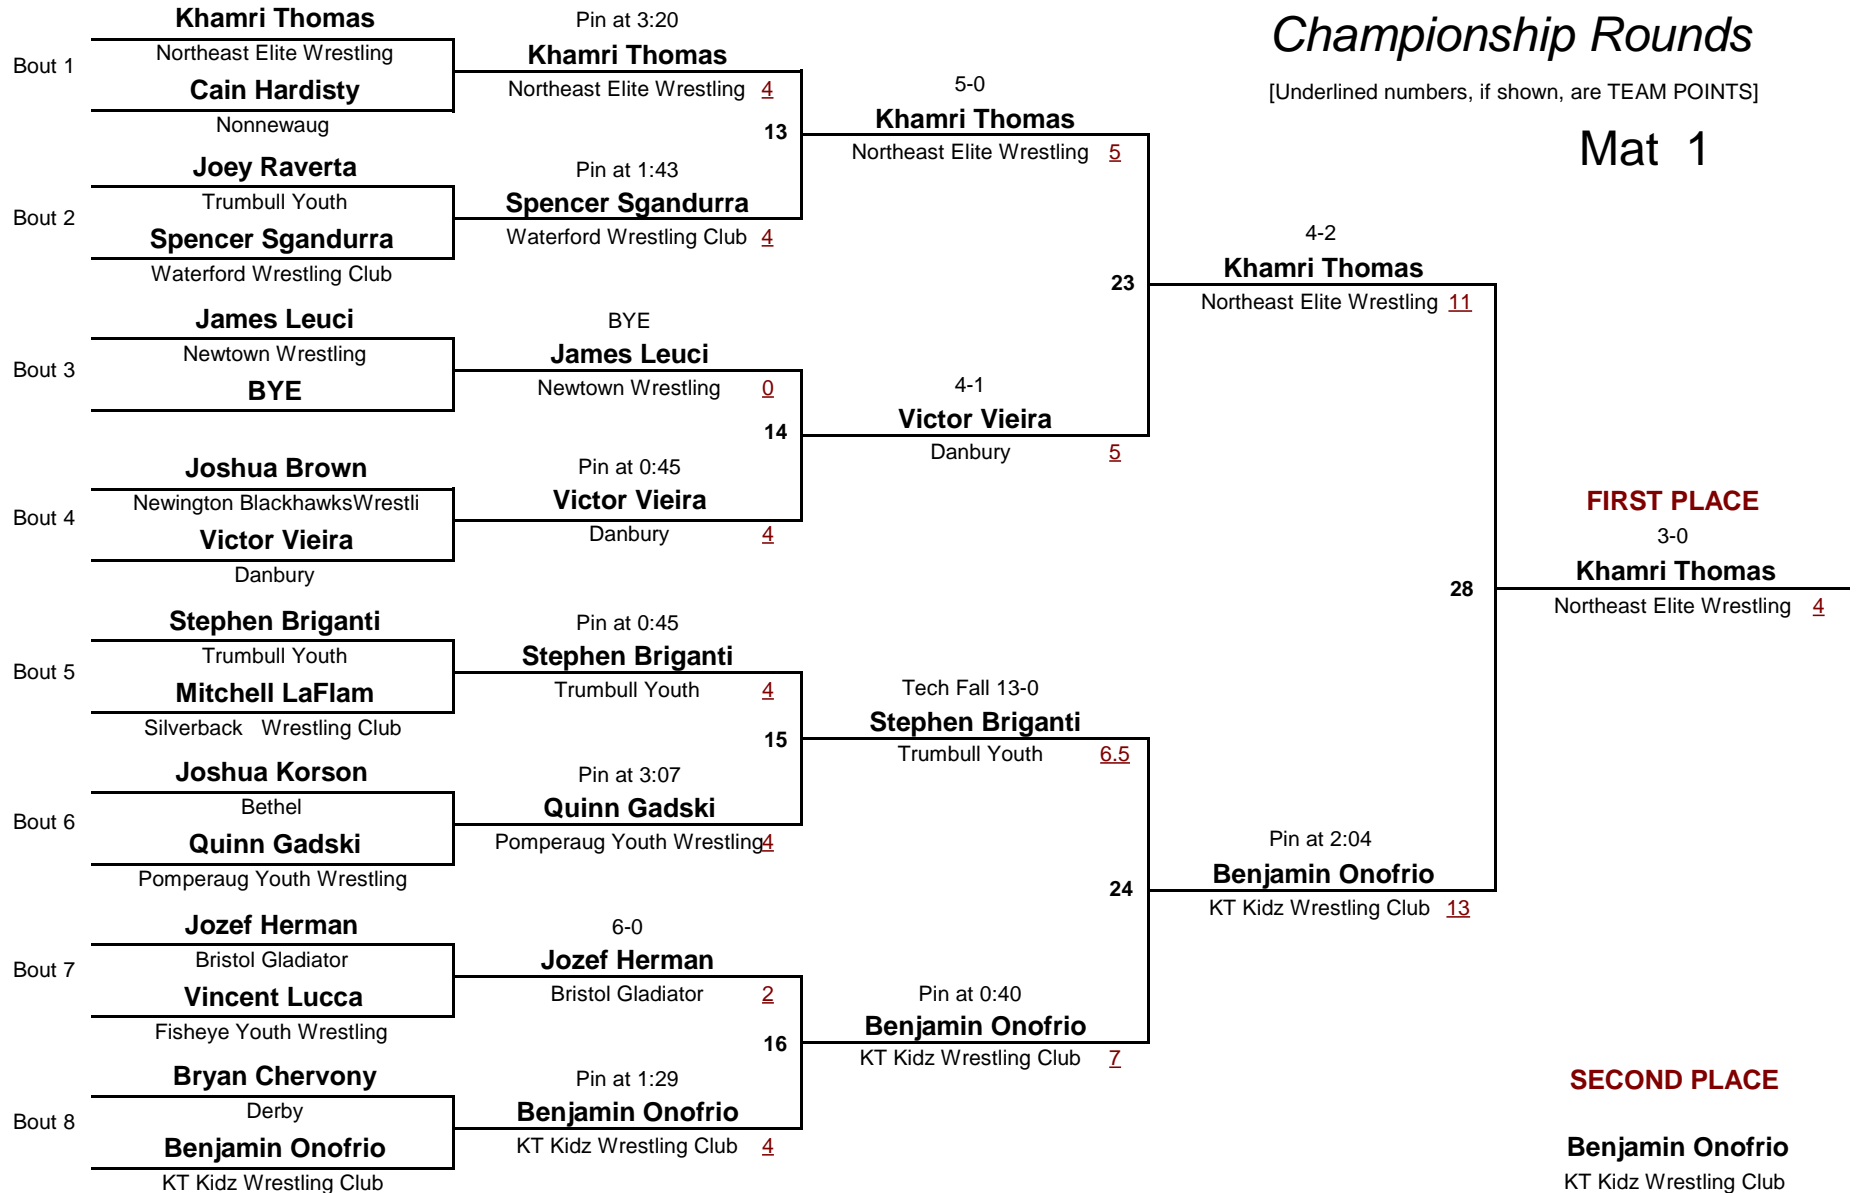 Championship Rounds
[Underlined numbers, if shown, are TEAM POINTS]
Mat 1
Bout 1
Khamri Thomas
Northeast Elite Wrestling
Cain Hardisty
Nonnewaug
Bout 2
Joey Raverta
Trumbull Youth
Spencer Sgandurra
Waterford Wrestling Club
Bout 3
James Leuci
Newtown Wrestling
BYE
Bout 4
Joshua Brown
Newington BlackhawksWrestli
Victor Vieira
Danbury
Bout 5
Stephen Briganti
Trumbull Youth
Mitchell LaFlam
Silverback Wrestling Club
Bout 6
Joshua Korson
Bethel
Quinn Gadski
Pomperaug Youth Wrestling
Bout 7
Jozef Herman
Bristol Gladiator
Vincent Lucca
Fisheye Youth Wrestling
Bout 8
Bryan Chervony
Derby
Benjamin Onofrio
KT Kidz Wrestling Club
Pin at 3:20
Khamri Thomas
Northeast Elite Wrestling 4
13
Pin at 1:43
Spencer Sgandurra
Waterford Wrestling Club 4
BYE
James Leuci
Newtown Wrestling 0
14
Pin at 0:45
Victor Vieira
Danbury 4
Pin at 0:45
Stephen Briganti
Trumbull Youth 4
15
Pin at 3:07
Quinn Gadski
Pomperaug Youth Wrestling 4
6-0
Jozef Herman
Bristol Gladiator 2
16
Pin at 1:29
Benjamin Onofrio
KT Kidz Wrestling Club 4
5-0
Khamri Thomas
Northeast Elite Wrestling 5
23
4-1
Victor Vieira
Danbury 5
Tech Fall 13-0
Stephen Briganti
Trumbull Youth 6.5
24
Pin at 0:40
Benjamin Onofrio
KT Kidz Wrestling Club 7
4-2
Khamri Thomas
Northeast Elite Wrestling 11
28
Pin at 2:04
Benjamin Onofrio
KT Kidz Wrestling Club 13
FIRST PLACE
3-0
Khamri Thomas
Northeast Elite Wrestling 4
SECOND PLACE
Benjamin Onofrio
KT Kidz Wrestling Club